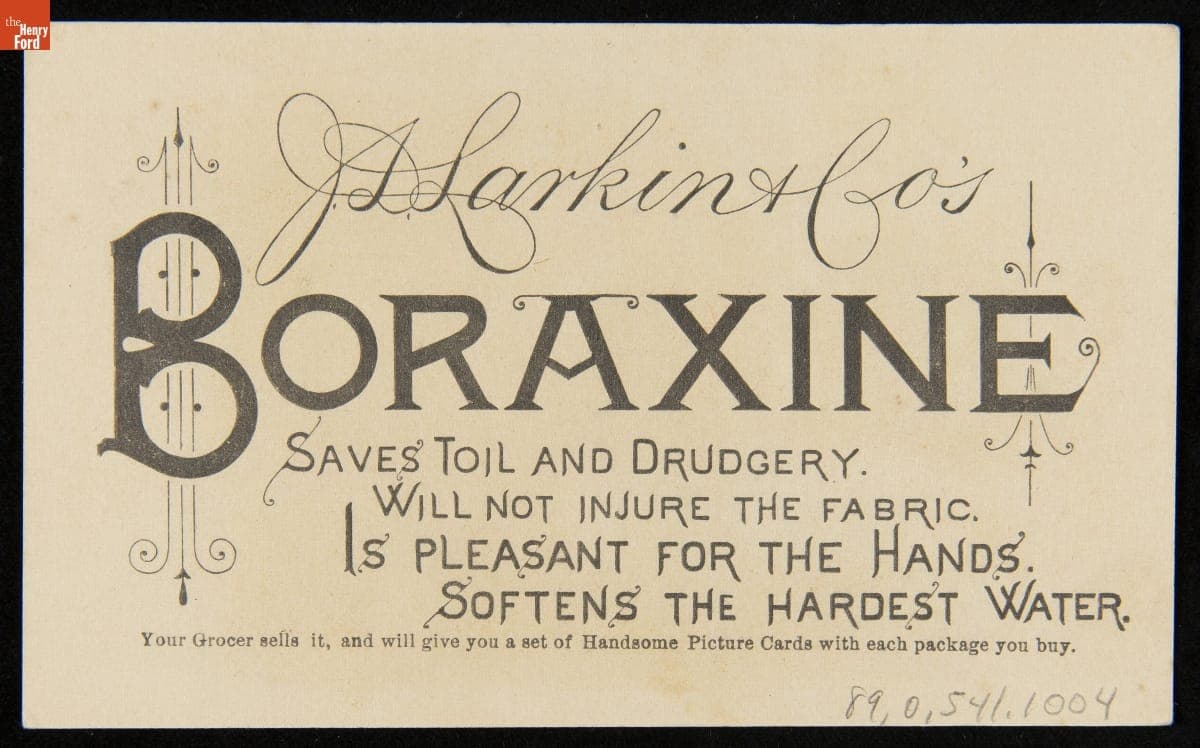 the
Henry
Ford
J.D. Larkin & Co's
BORAXINE
SAVES TOIL AND DRUDGERY.
WILL NOT INJURE THE FABRIC.
IS PLEASANT FOR THE HANDS.
SOFTENS THE HARDEST WATER.
Your Grocer sells it, and will give you a set of Handsome Picture Cards with each package you buy.
89.0.541.1004